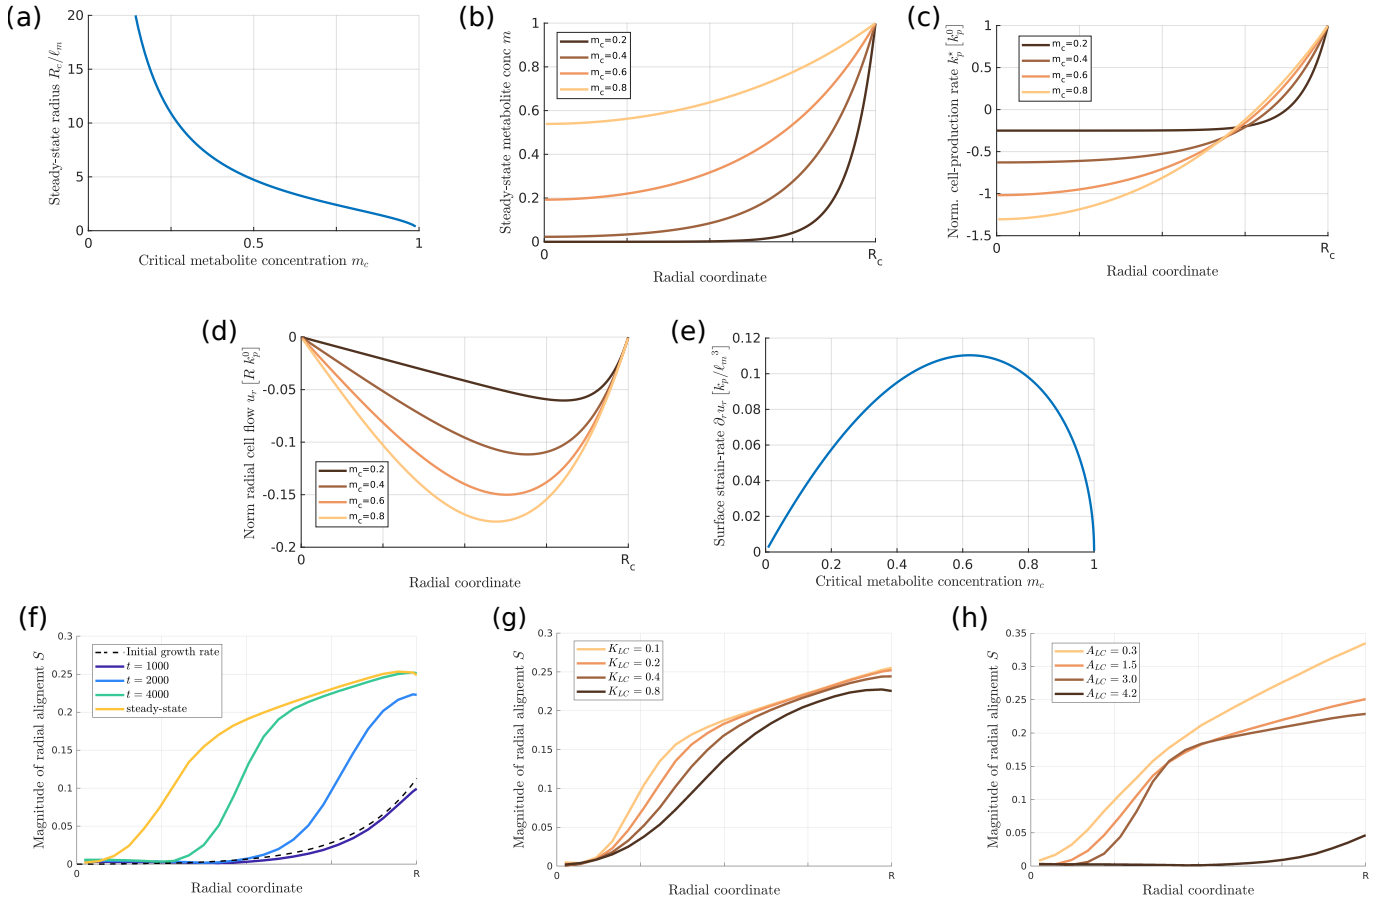 (a)
Steady-state radius R_c/ℓ_m
20
15
10
5
0
0
0.5
1
Critical metabolite concentration m_c
(b)
Steady-state metabolite conc m
1
0.8
0.6
0.4
0.2
0
m_c=0.2
m_c=0.4
m_c=0.6
m_c=0.8
0
R_c
Radial coordinate
(c)
Norm. cell-production rate k_p^* [k_p^0]
1
0.5
0
-0.5
-1
-1.5
m_c=0.2
m_c=0.4
m_c=0.6
m_c=0.8
0
R_c
Radial coordinate
(d)
Norm radial cell flow u_r [R k_p^0]
0
-0.05
-0.1
-0.15
-0.2
m_c=0.2
m_c=0.4
m_c=0.6
m_c=0.8
0
R_c
Radial coordinate
(e)
Surface strain-rate ∂_r u_r [k_p/ℓ_m^3]
0.12
0.1
0.08
0.06
0.04
0.02
0
0
0.2
0.4
0.6
0.8
1
Critical metabolite concentration m_c
(f)
Magnitude of radial alignemt S
0.3
0.25
0.2
0.15
0.1
0.05
0
Initial growth rate
t = 1000
t = 2000
t = 4000
steady-state
0
R
Radial coordinate
(g)
Magnitude of radial alignemt S
0.3
0.25
0.2
0.15
0.1
0.05
0
K_LC = 0.1
K_LC = 0.2
K_LC = 0.4
K_LC = 0.8
0
R
Radial coordinate
(h)
Magnitude of radial alignemt S
0.35
0.3
0.25
0.2
0.15
0.1
0.05
0
A_LC = 0.3
A_LC = 1.5
A_LC = 3.0
A_LC = 4.2
0
R
Radial coordinate